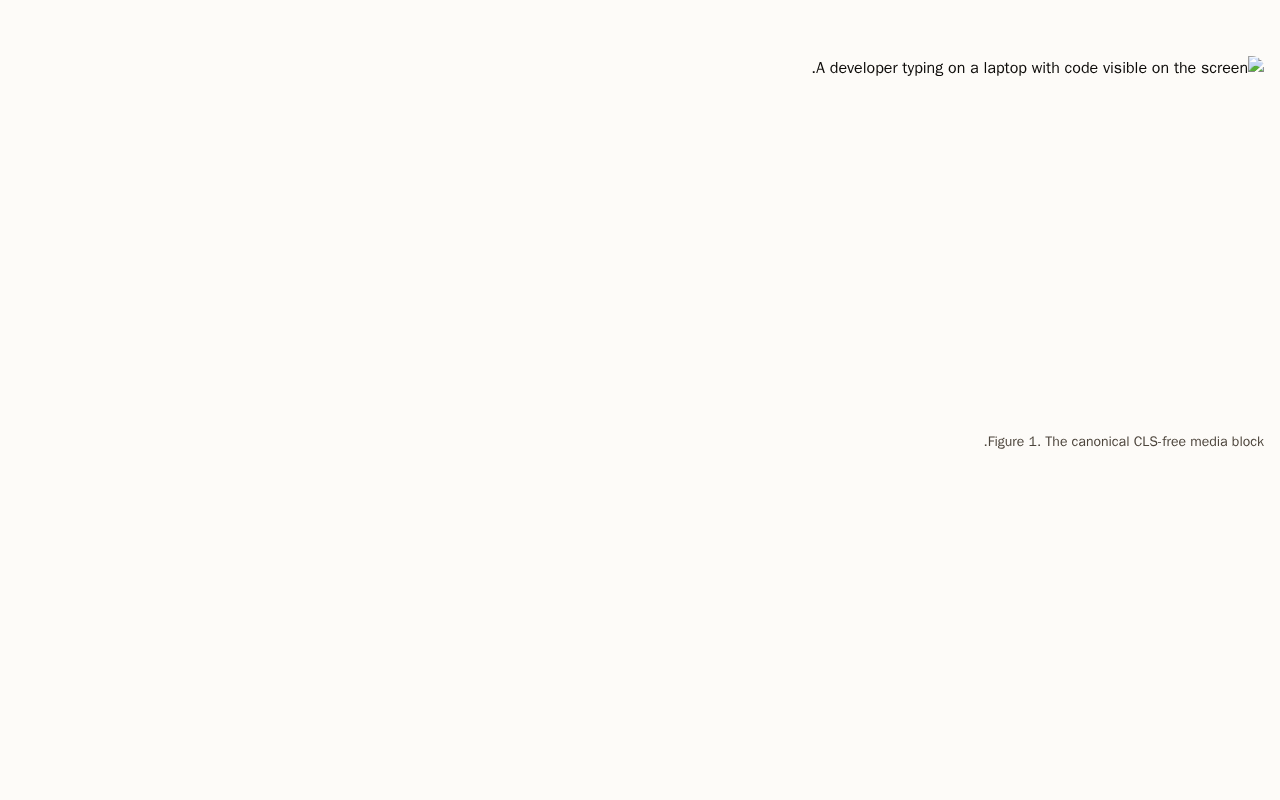 .A developer typing on a laptop with code visible on the screen
.Figure 1. The canonical CLS-free media block